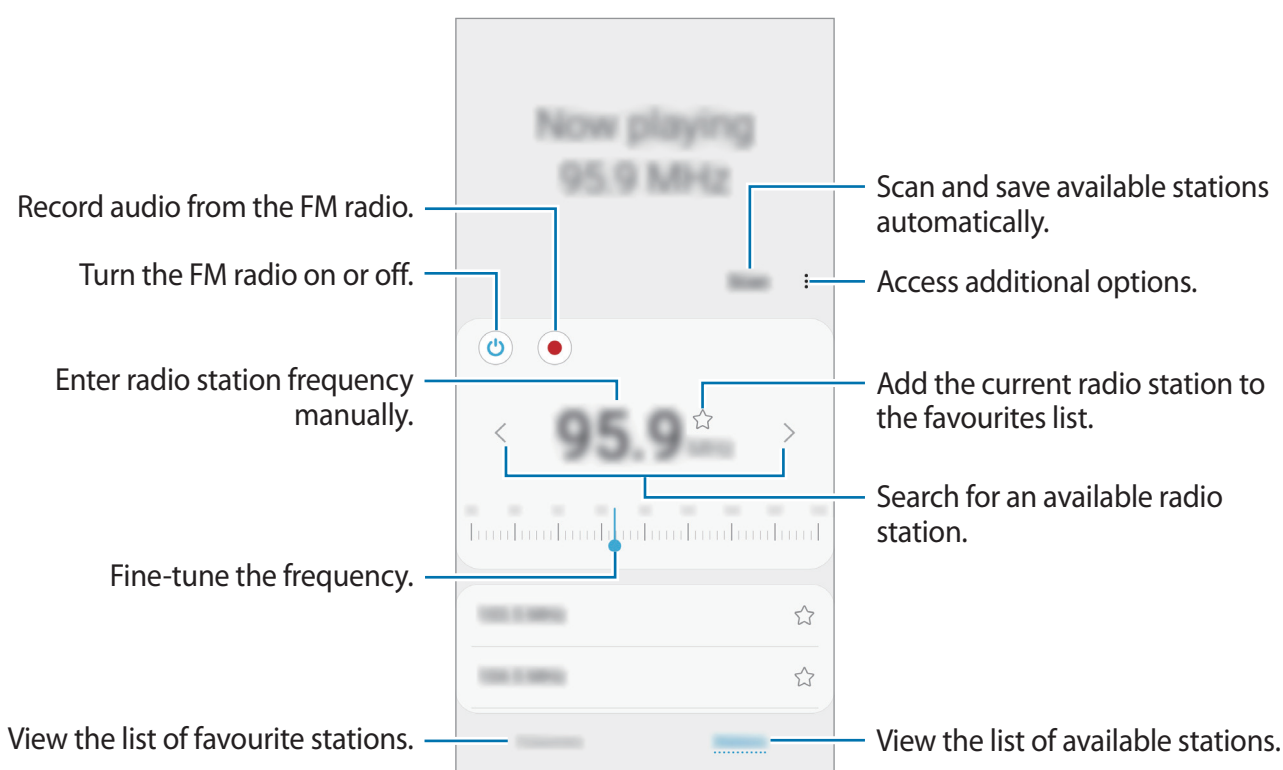 Now playing
95.9 MHz
Record audio from the FM radio.
Scan and save available stations
automatically.
Turn the FM radio on or off.
Scan
Access additional options.
Enter radio station frequency
manually.
95.9
MHz
Add the current radio station to
the favourites list.
Search for an available radio
station.
Fine-tune the frequency.
View the list of favourite stations.
View the list of available stations.